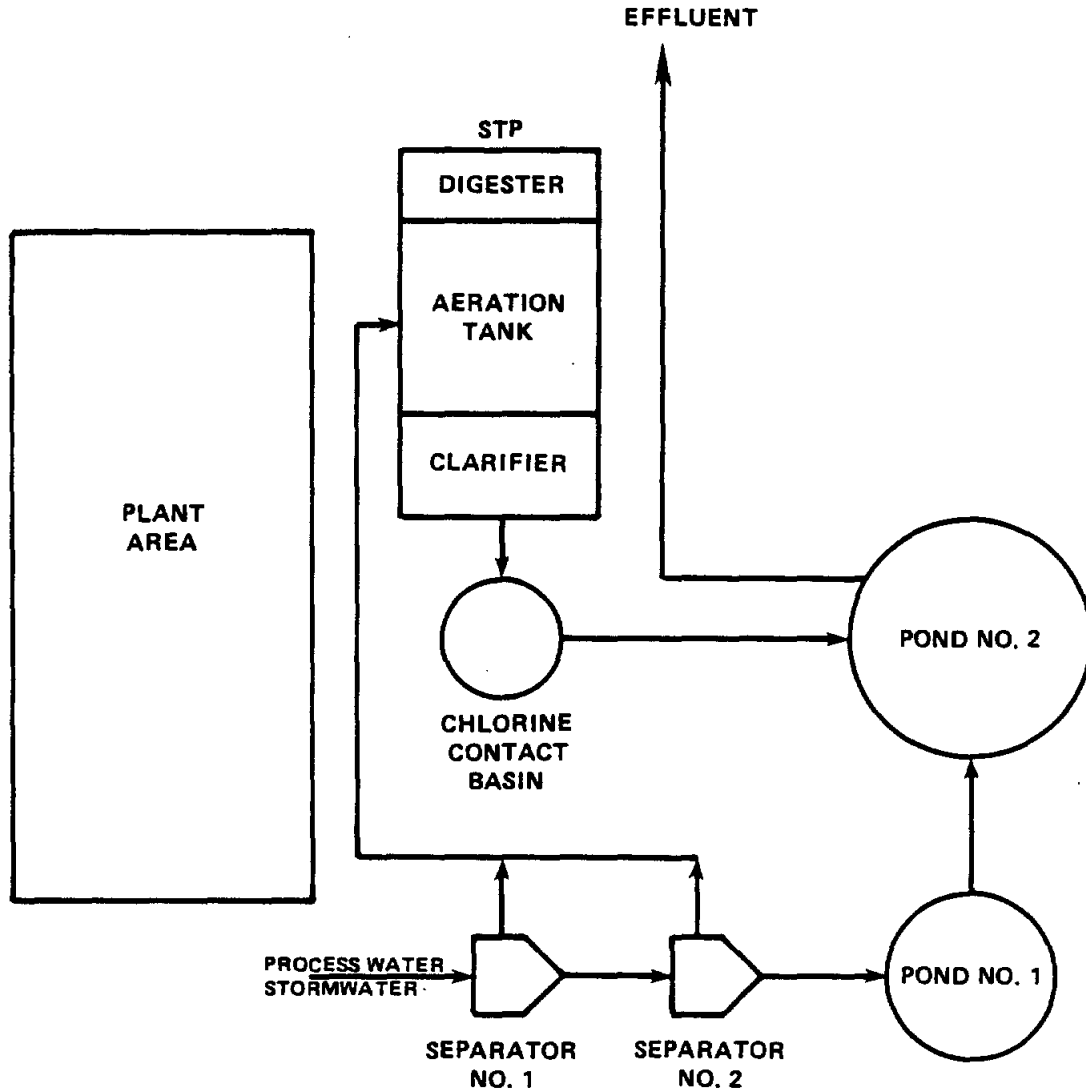 EFFLUENT
STP
DIGESTER
AERATION
TANK
CLARIFIER
PLANT
AREA
POND NO. 2
CHLORINE
CONTACT
BASIN
PROCESS WATER
STORMWATER
POND NO. 1
SEPARATOR
NO. 1
SEPARATOR
NO. 2